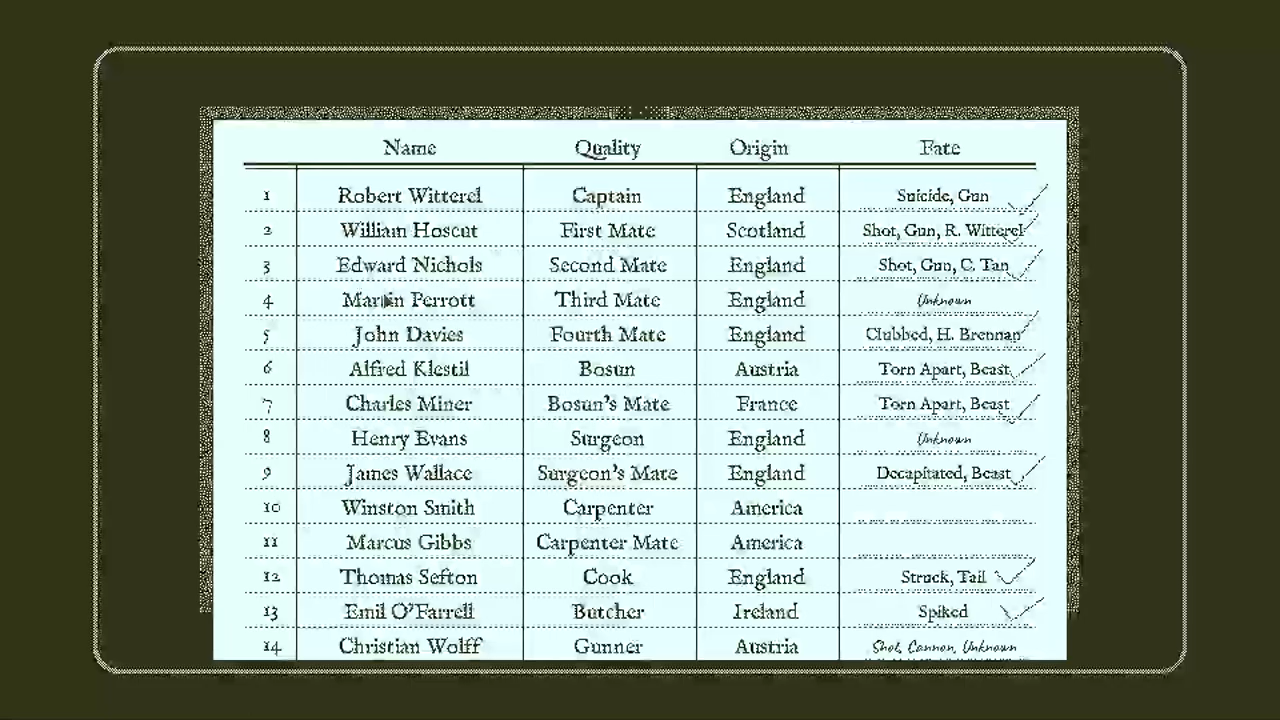 Name Quality Origin Fate
1 Robert Witterel Captain England Suicide, Gun
2 William Hoscut First Mate Scotland Shot, Gun, R. Witterel
3 Edward Nichols Second Mate England Shot, Gun, C. Tan
4 Martin Perrott Third Mate England Unknown
5 John Davies Fourth Mate England Clubbed, H. Brennan
6 Alfred Klestil Bosun Austria Torn Apart, Beast
7 Charles Miner Bosun's Mate France Torn Apart, Beast
8 Henry Evans Surgeon England Unknown
9 James Wallace Surgeon's Mate England Decapitated, Beast
10 Winston Smith Carpenter America
11 Marcus Gibbs Carpenter Mate America
12 Thomas Sefton Cook England Struck, Tail
13 Emil O'Farrell Butcher Ireland Spiked
14 Christian Wolff Gunner Austria Shot, Cannon, Unknown